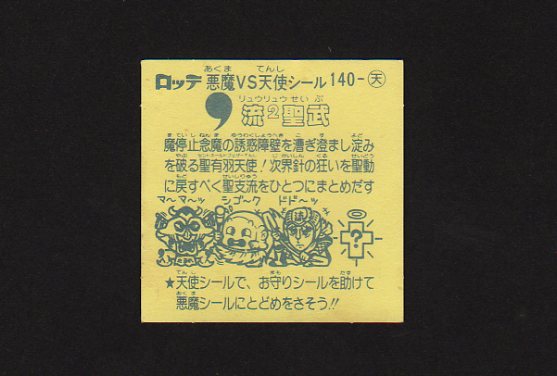 ロッテ 悪魔VS天使シール 140-天
流2聖武
魔停止念魔の誘惑障壁を漕ぎ澄まし淀み
を破る聖有羽天使!次界針の狂いを聖動
に戻すべく聖支流をひとつにまとめだす
マ〜マ〜ッ シゴ〜ク ドド〜ッ
?
★天使シールで、お守りシールを助けて
悪魔シールにとどめをさそう!!